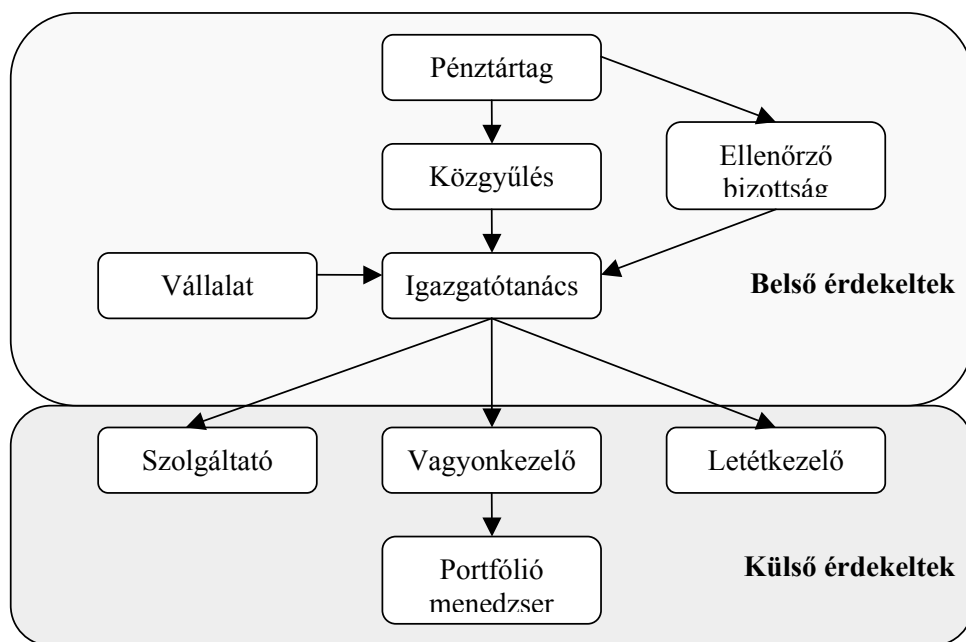 Pénztártag
Ellenőrző
bizottság
Közgyűlés
Vállalat
Igazgatótanács
Belső érdekeltek
Szolgáltató
Vagyonkezelő
Letétkezelő
Portfólió
menedzser
Külső érdekeltek